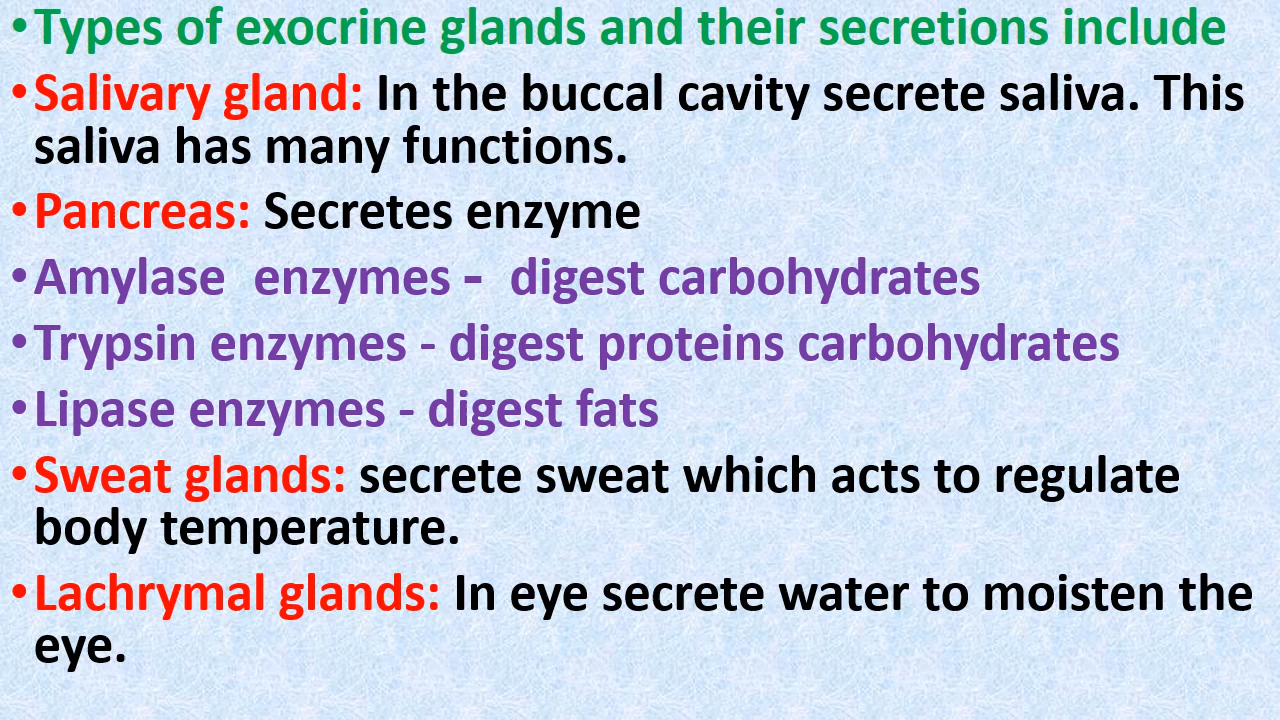 •Types of exocrine glands and their secretions include
•Salivary gland: In the buccal cavity secrete saliva. This
saliva has many functions.
•Pancreas: Secretes enzyme
•Amylase  enzymes -  digest carbohydrates
•Trypsin enzymes - digest proteins carbohydrates
•Lipase enzymes - digest fats
•Sweat glands: secrete sweat which acts to regulate
body temperature.
•Lachrymal glands: In eye secrete water to moisten the
eye.